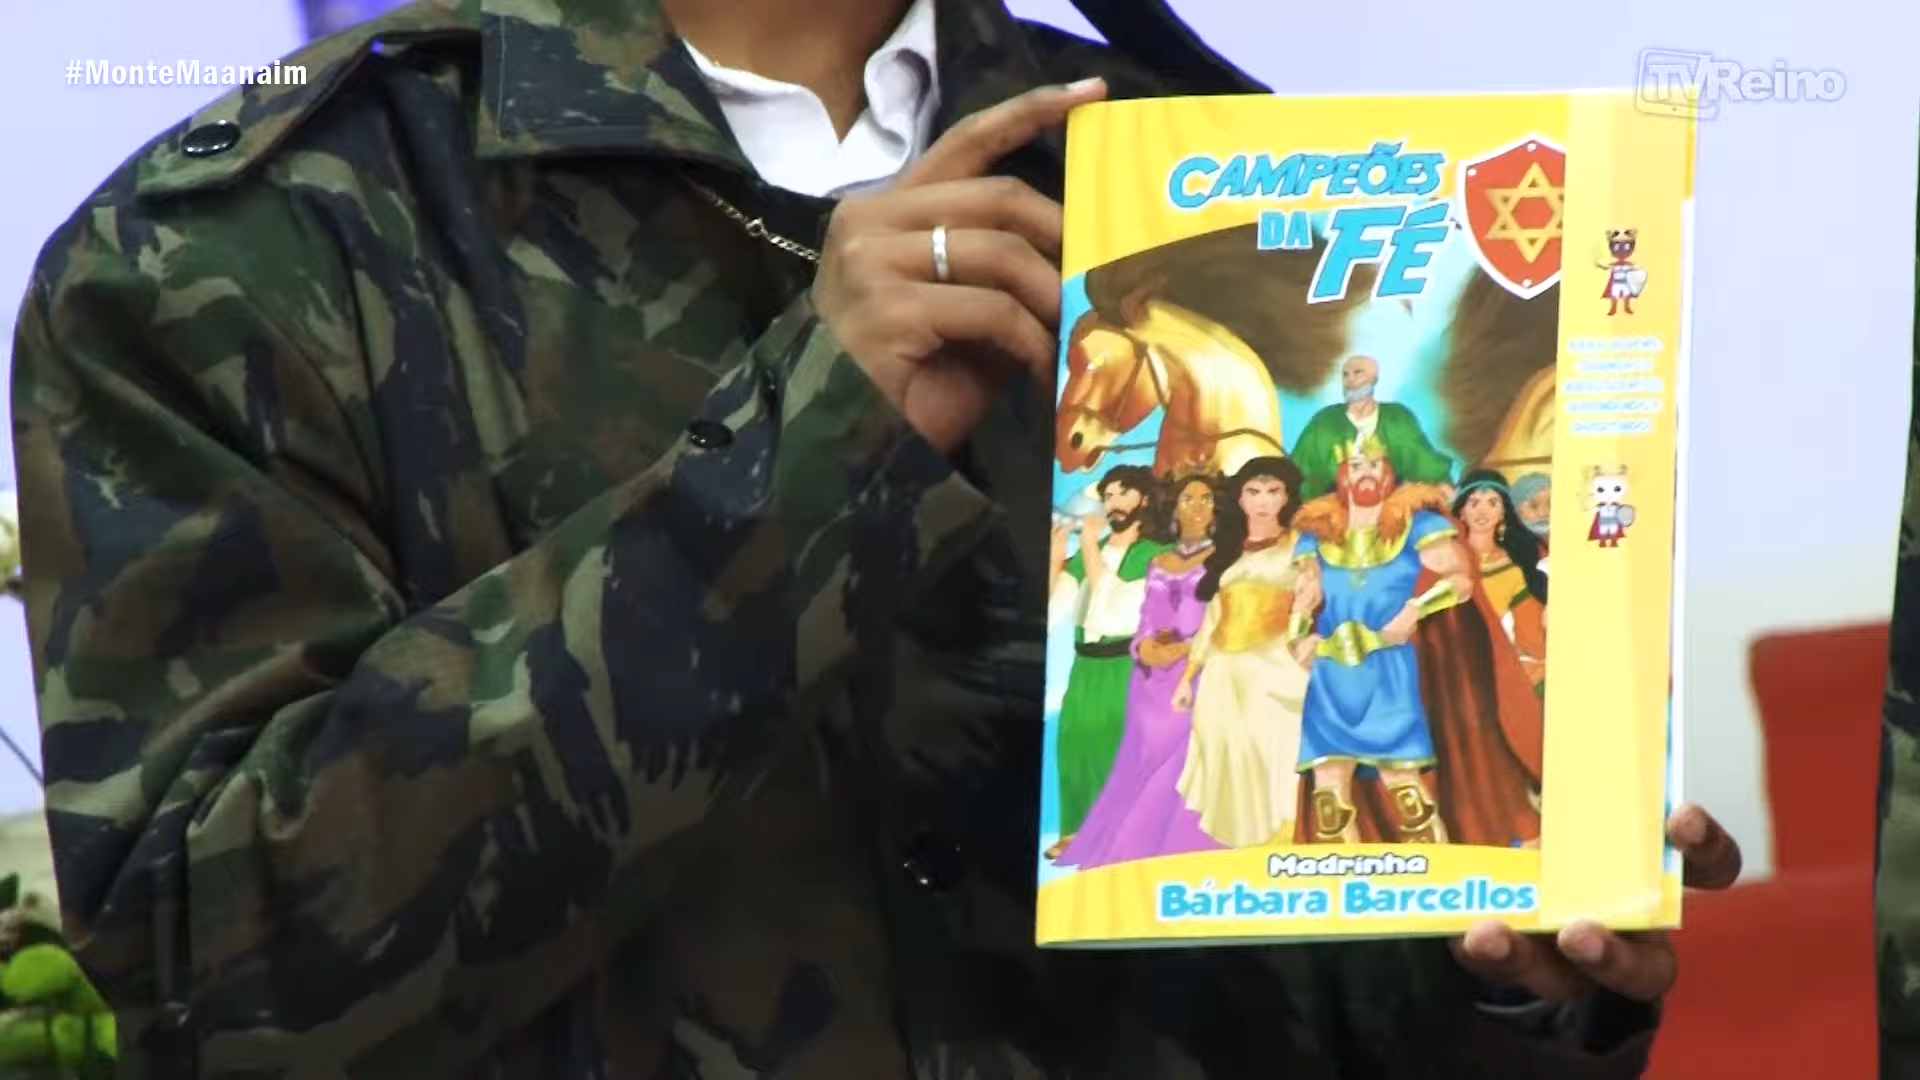 #MonteMaanaim
TVReino
CAMPEÕES
DA FÉ
Madrinha
Bárbara Barcellos